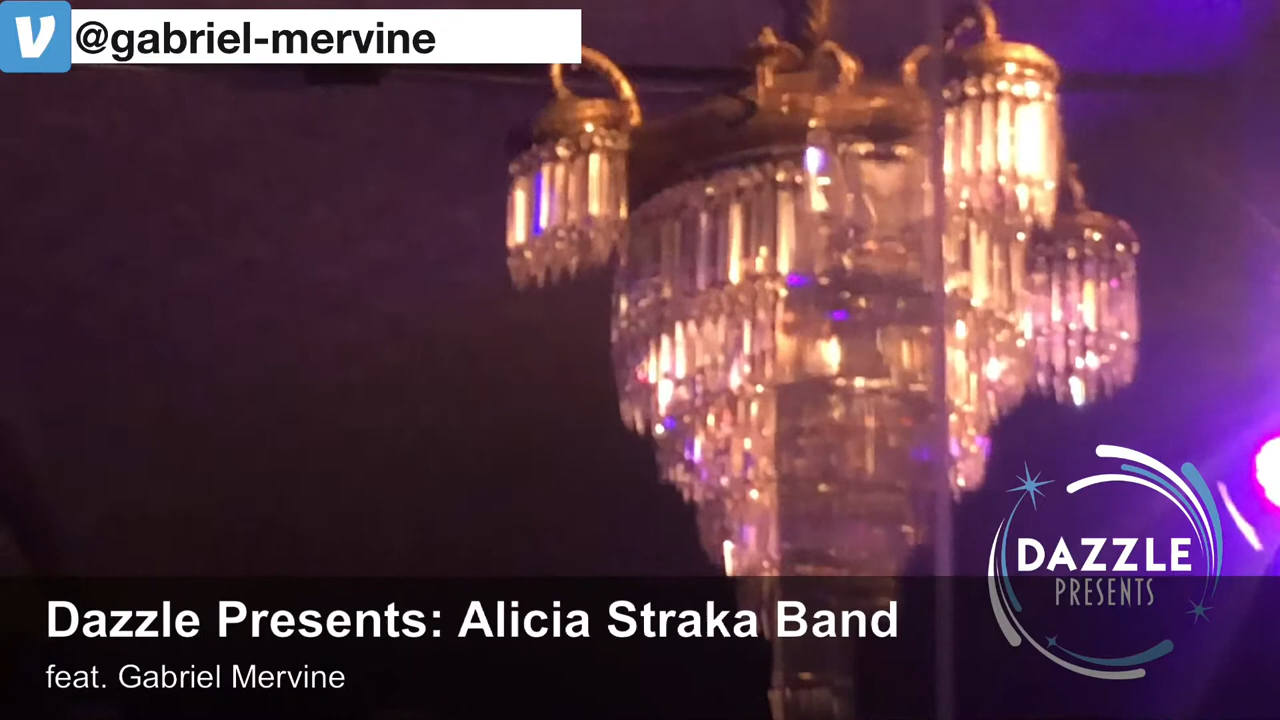 @gabriel-mervine
DAZZLE
PRESENTS
Dazzle Presents: Alicia Straka Band
feat. Gabriel Mervine